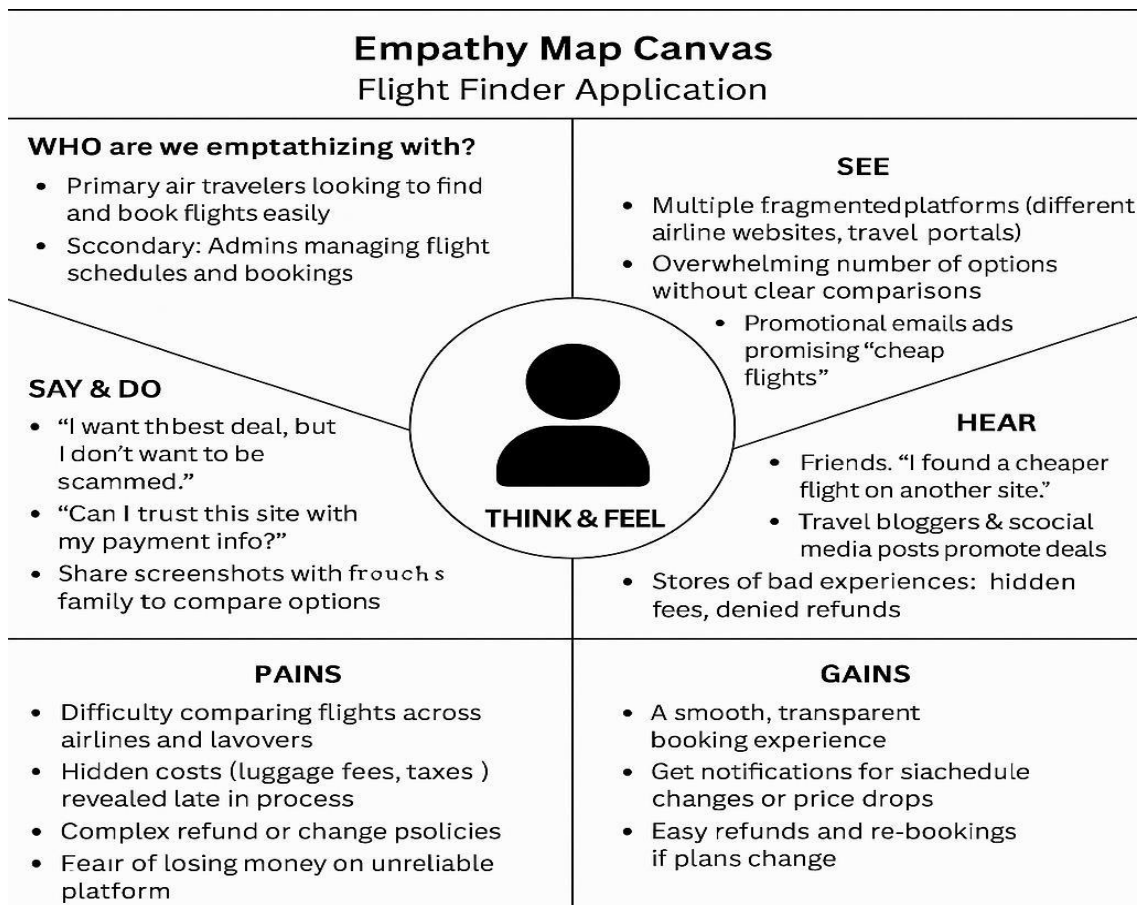 Empathy Map Canvas
Flight Finder Application
WHO are we emptathizing with?
• Primary air travelers looking to find
and book flights easily
• Sccondary: Admins managing flight
schedules and bookings
SEE
• Multiple fragmented platforms (different
airline websites, travel portals)
• Overwhelming number of options
without clear comparisons
• Promotional emails ads
promising “cheap
flights”
SAY & DO
• “I want thbest deal, but
I don’t want to be
scammed.”
• “Can I trust this site with
my payment info?”
• Share screenshots with frouchs
family to compare options
THINK & FEEL
HEAR
• Friends. “I found a cheaper
flight on another site.”
• Travel bloggers & scocial
media posts promote deals
• Stores of bad experiences: hidden
fees, denied refunds
PAINS
• Difficulty comparing flights across
airlines and lavovers
• Hidden costs (luggage fees, taxes )
revealed late in process
• Complex refund or change psolicies
• Feair of losing money on unreliable
platform
GAINS
• A smooth, transparent
booking experience
• Get notifications for siachedule
changes or price drops
• Easy refunds and re-bookings
if plans change